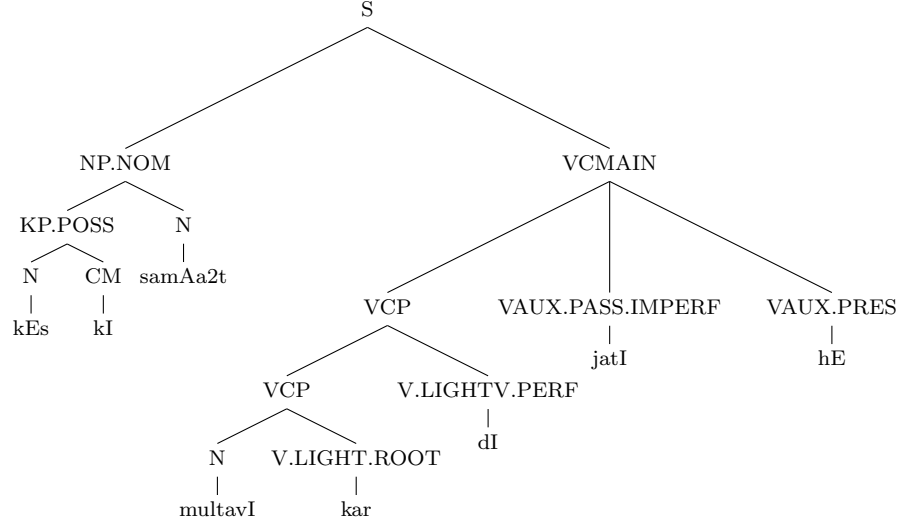 S
NP.NOM VCMAIN
KP.POSS N
N CM samAa2t
kEs kI
VCP VAUX.PASS.IMPERF VAUX.PRES
jatI hE
VCP V.LIGHTV.PERF
dI
N V.LIGHT.ROOT
multavI kar